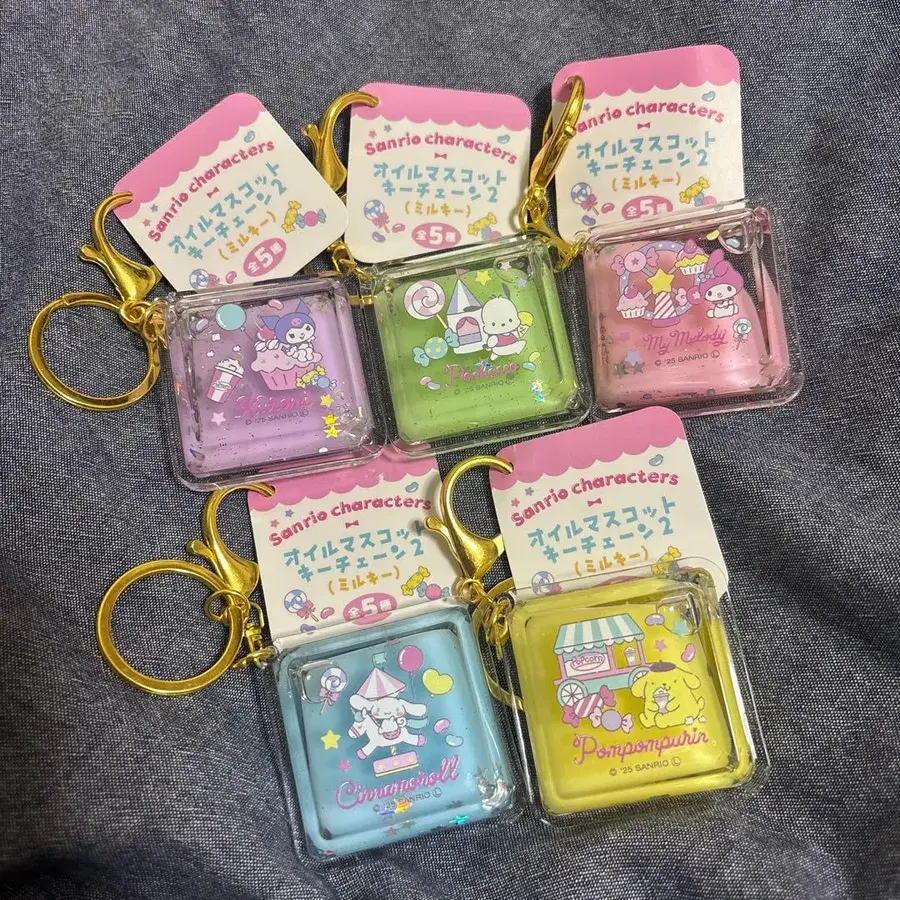 Sanrio characters
オイルマスコット
キーチェーン2
(ミルキー)
全5種
Sanrio characters
オイルマスコット
キーチェーン2
(ミルキー)
全5種
Sanrio characters
オイルマスコット
キーチェーン2
(ミルキー)
全5種
Kuromi
© '25 SANRIO Ⓛ
Pochacco
© '25 SANRIO Ⓛ
My Melody
© '25 SANRIO Ⓛ
Sanrio characters
オイルマスコット
キーチェーン2
(ミルキー)
全5種
Sanrio characters
オイルマスコット
キーチェーン2
(ミルキー)
Cinnamoroll
© '25 SANRIO Ⓛ
POPCORN
Pompompurin
© '25 SANRIO Ⓛ